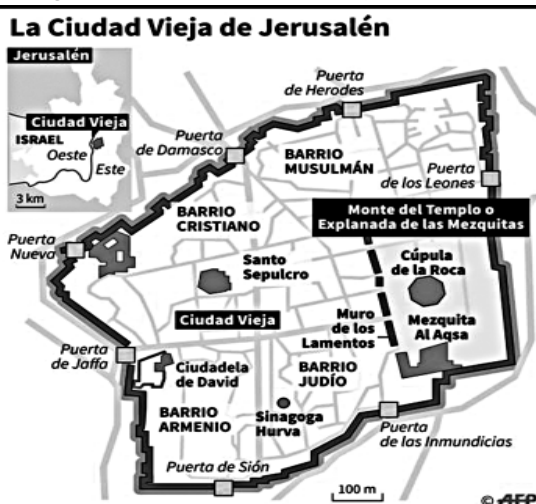 La Ciudad Vieja de Jerusalén
Jerusalén
Ciudad Vieja
ISRAEL
Oeste
Este
3 km
Puerta
de Herodes
Puerta
de Damasco
BARRIO
MUSULMÁN
Puerta
de los Leones
BARRIO
CRISTIANO
Monte del Templo o
Explanada de las Mezquitas
Puerta
Nueva
Santo
Sepulcro
Cúpula
de la Roca
Ciudad Vieja
Muro
de los
Lamentos
Mezquita
Al Aqsa
Puerta
de Jaffa
Ciudadela
de David
BARRIO
JUDÍO
BARRIO
ARMENIO
Sinagoga
Hurva
Puerta
de las Inmundicias
Puerta de Sión
100 m
© AFP